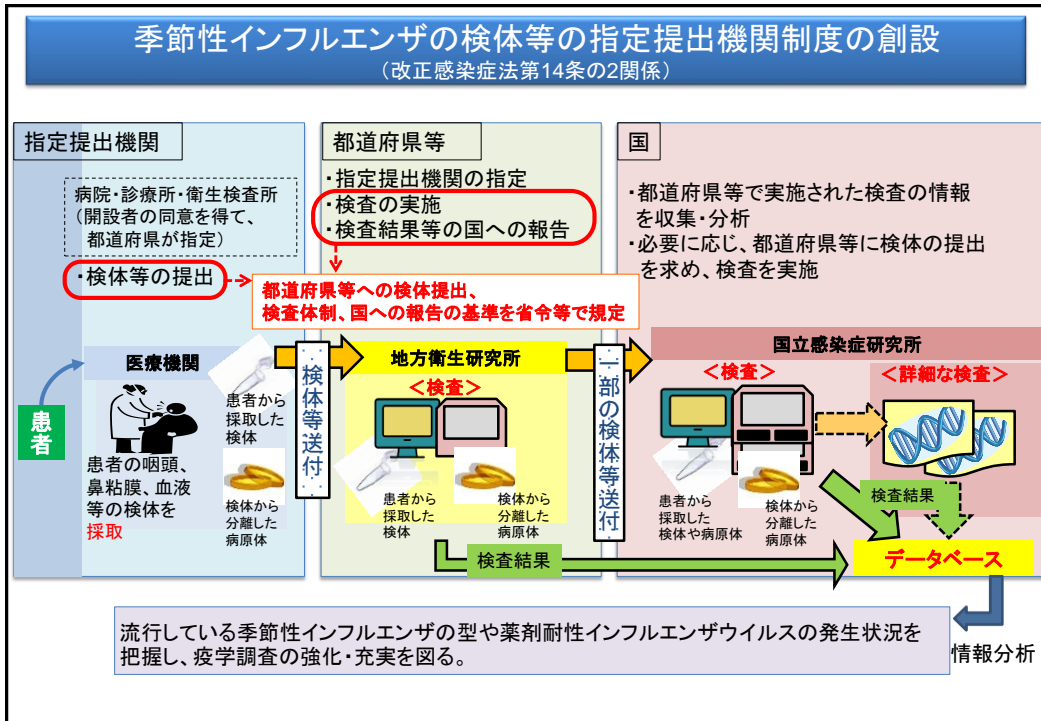 季節性インフルエンザの検体等の指定提出機関制度の創設
（改正感染症法第14条の2関係）
指定提出機関
病院・診療所・衛生検査所
（開設者の同意を得て、
都道府県が指定）
・検体等の提出
都道府県等
・指定提出機関の指定
・検査の実施
・検査結果等の国への報告
国
・都道府県等で実施された検査の情報
を収集・分析
・必要に応じ、都道府県等に検体の提出
を求め、検査を実施
都道府県等への検体提出、
検査体制、国への報告の基準を省令等で規定
患者
医療機関
患者から
採取した
検体
患者の咽頭、
鼻粘膜、血液
等の検体を
採取
検体から
分離した
病原体
検体等送付
地方衛生研究所
＜検査＞
患者から
採取した
検体
検体から
分離した
病原体
一部の検体等送付
国立感染症研究所
＜検査＞
＜詳細な検査＞
患者から
採取した
検体や病原体
検体から
分離した
病原体
検査結果
検査結果
データベース
流行している季節性インフルエンザの型や薬剤耐性インフルエンザウイルスの発生状況を
把握し、疫学調査の強化・充実を図る。
情報分析